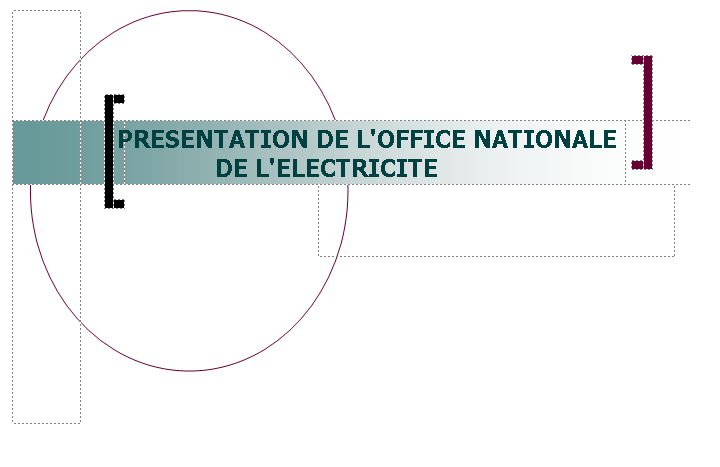 PRESENTATION DE L'OFFICE NATIONALE
DE L'ELECTRICITE